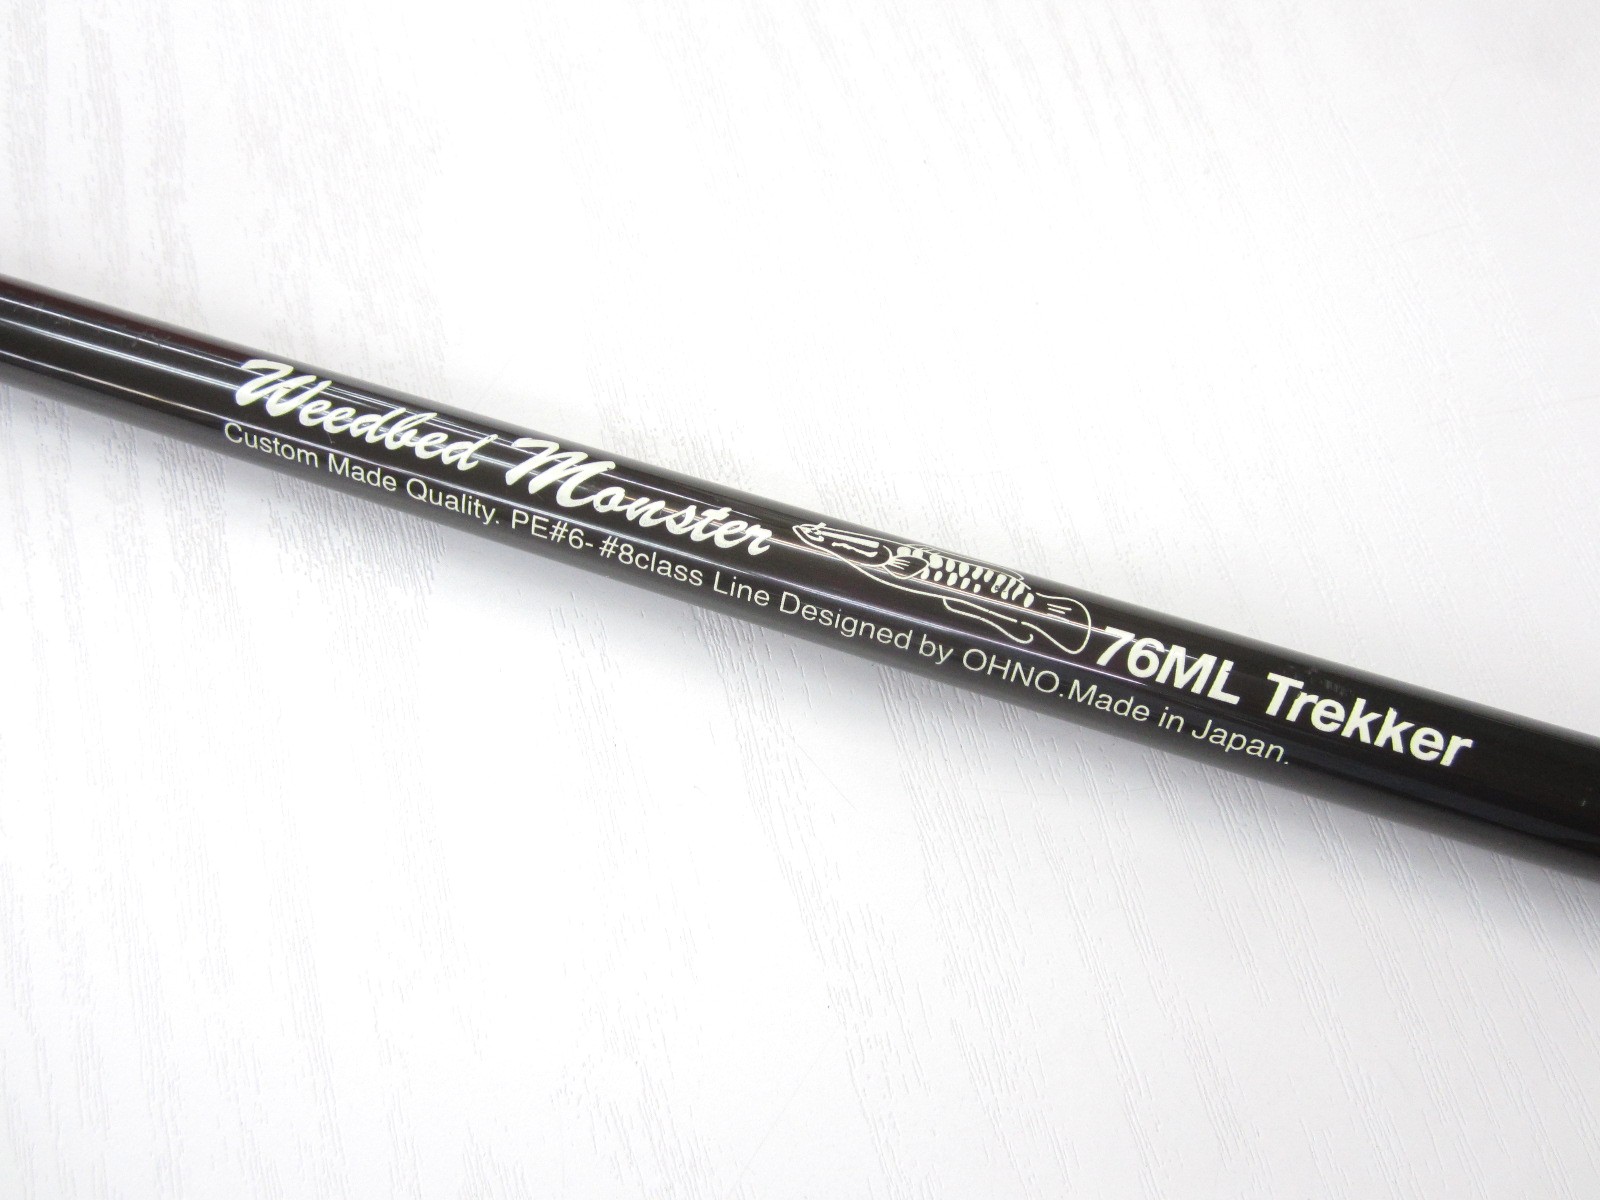 Weedbed Monster 76ML Trekker
Custom Made Quality. PE#6-#8class Line Designed by OHNO.Made in Japan.